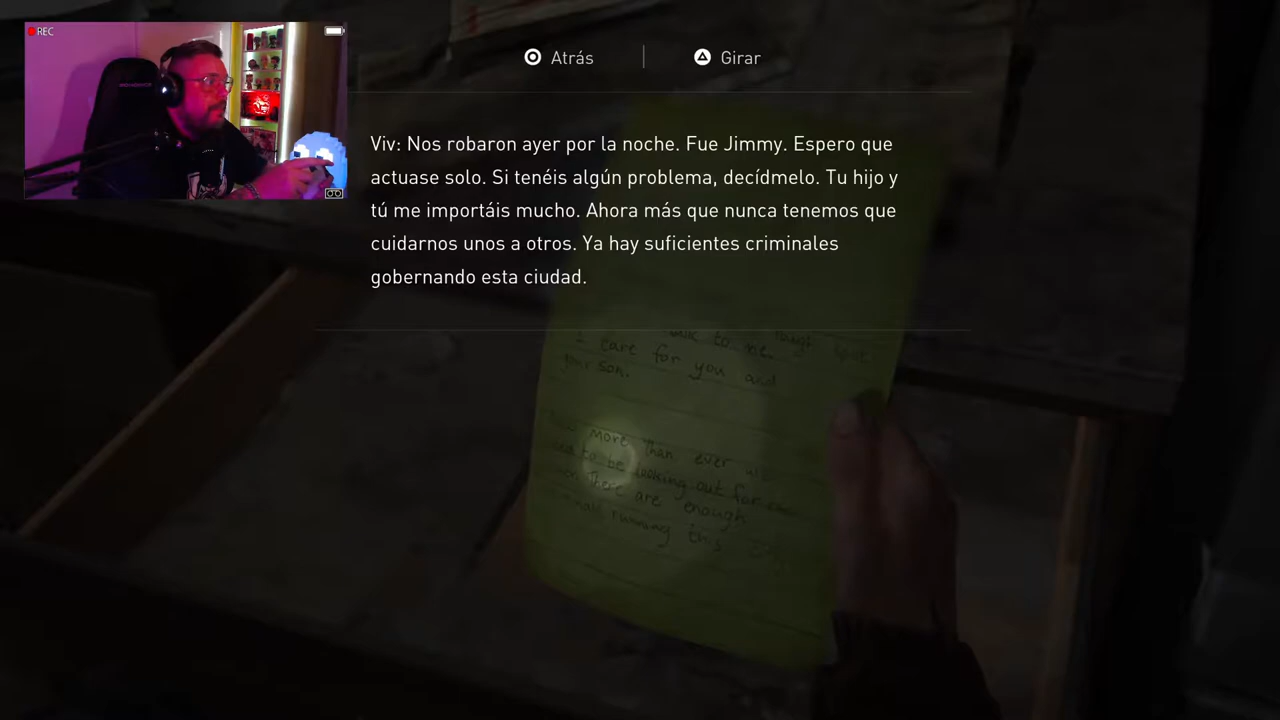 REC
Atrás
Girar
Viv: Nos robaron ayer por la noche. Fue Jimmy. Espero que
actuase solo. Si tenéis algún problema, decídmelo. Tu hijo y
tú me importáis mucho. Ahora más que nunca tenemos que
cuidarnos unos a otros. Ya hay suficientes criminales
gobernando esta ciudad.
to me.
I care for you and
your son.
more than ever
to be looking out for
There are enough
running this